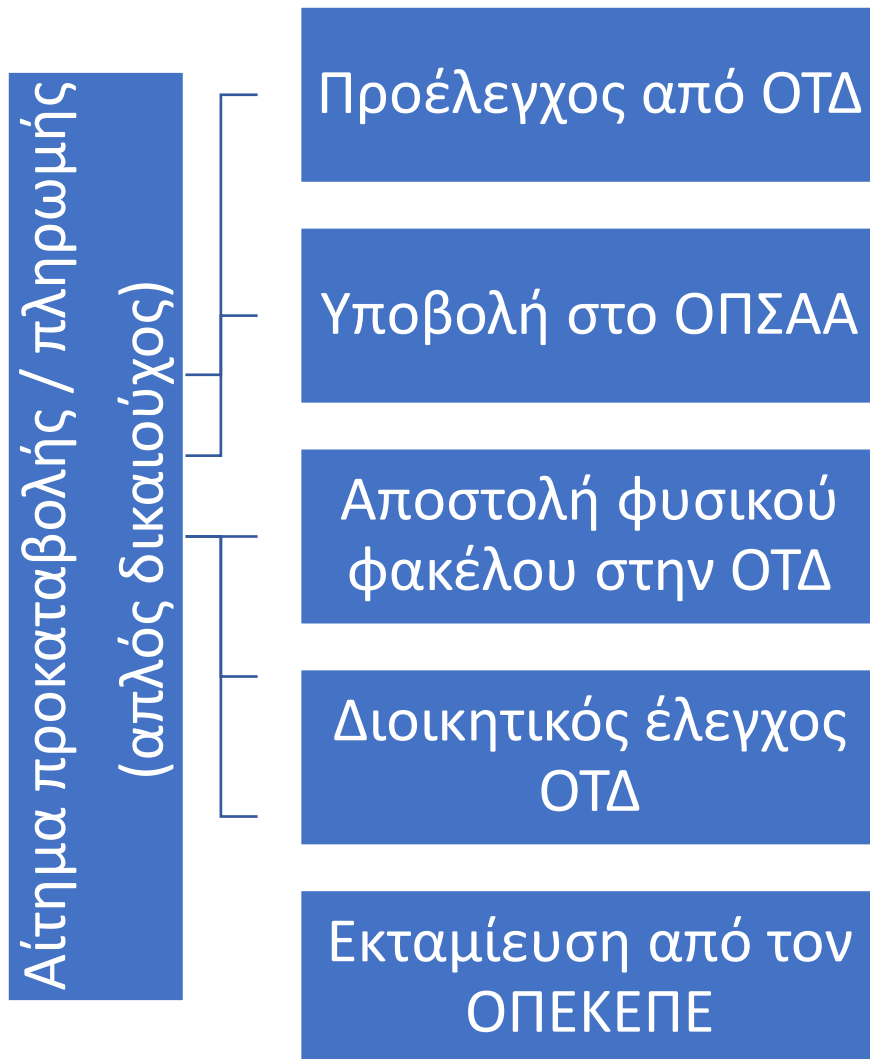 Αίτημα προκαταβολής / πληρωμής
(απλός δικαιούχος)
Προέλεγχος από ΟΤΔ
Υποβολή στο ΟΠΣΑΑ
Αποστολή φυσικού
φακέλου στην ΟΤΔ
Διοικητικός έλεγχος
ΟΤΔ
Εκταμίευση από τον
ΟΠΕΚΕΠΕ